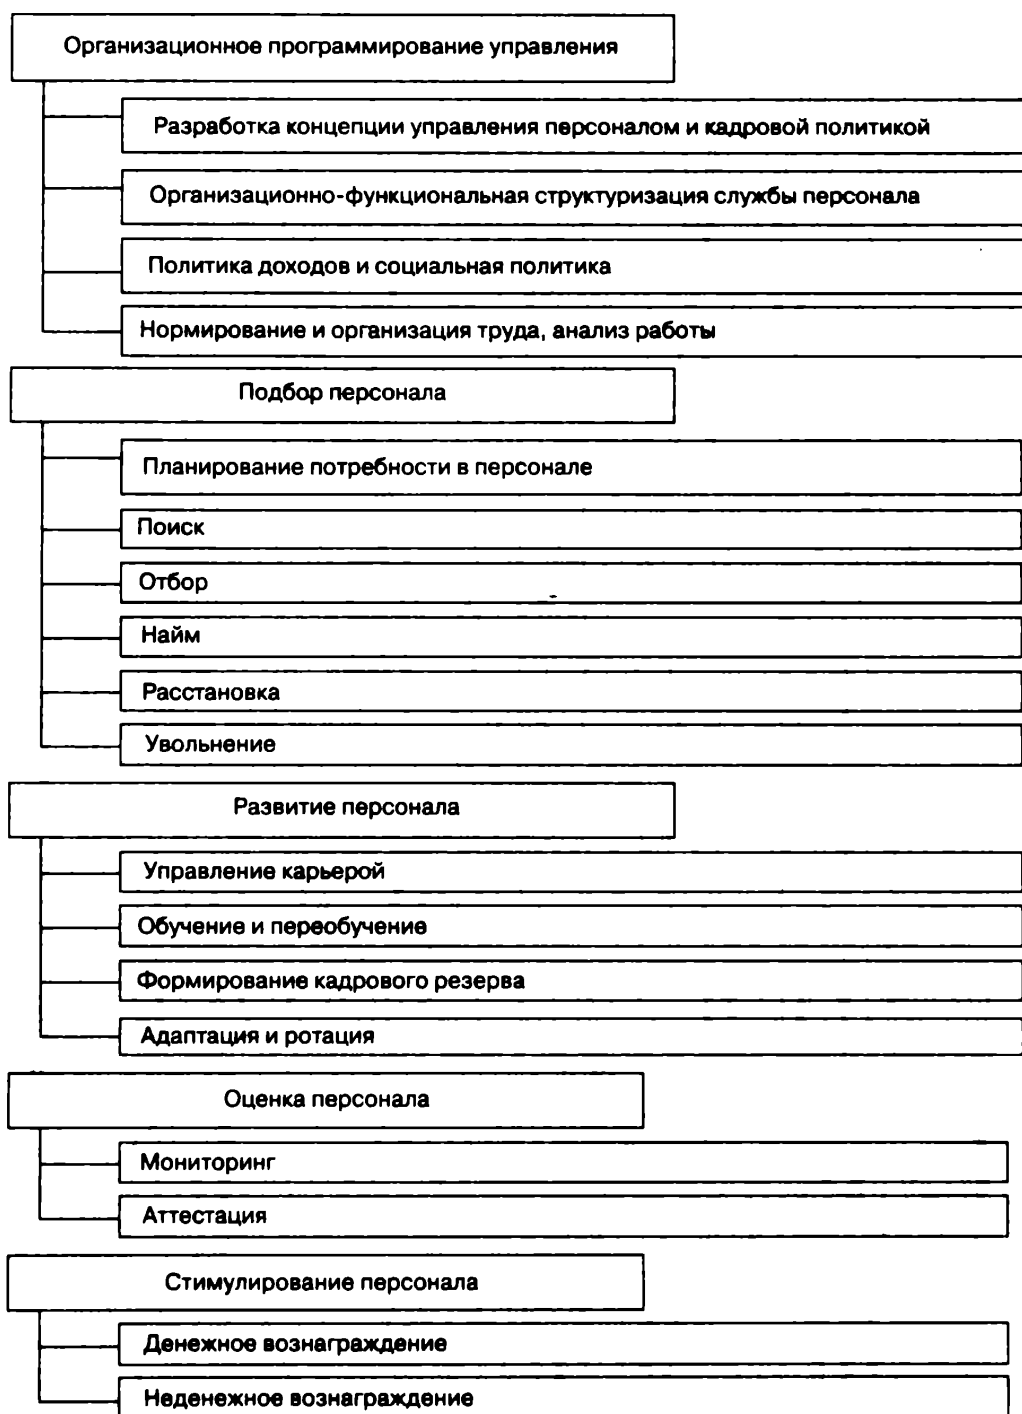 Организационное программирование управления
Разработка концепции управления персоналом и кадровой политикой
Организационно-функциональная структуризация службы персонала
Политика доходов и социальная политика
Нормирование и организация труда, анализ работы
Подбор персонала
Планирование потребности в персонале
Поиск
Отбор
Найм
Расстановка
Увольнение
Развитие персонала
Управление карьерой
Обучение и переобучение
Формирование кадрового резерва
Адаптация и ротация
Оценка персонала
Мониторинг
Аттестация
Стимулирование персонала
Денежное вознаграждение
Неденежное вознаграждение